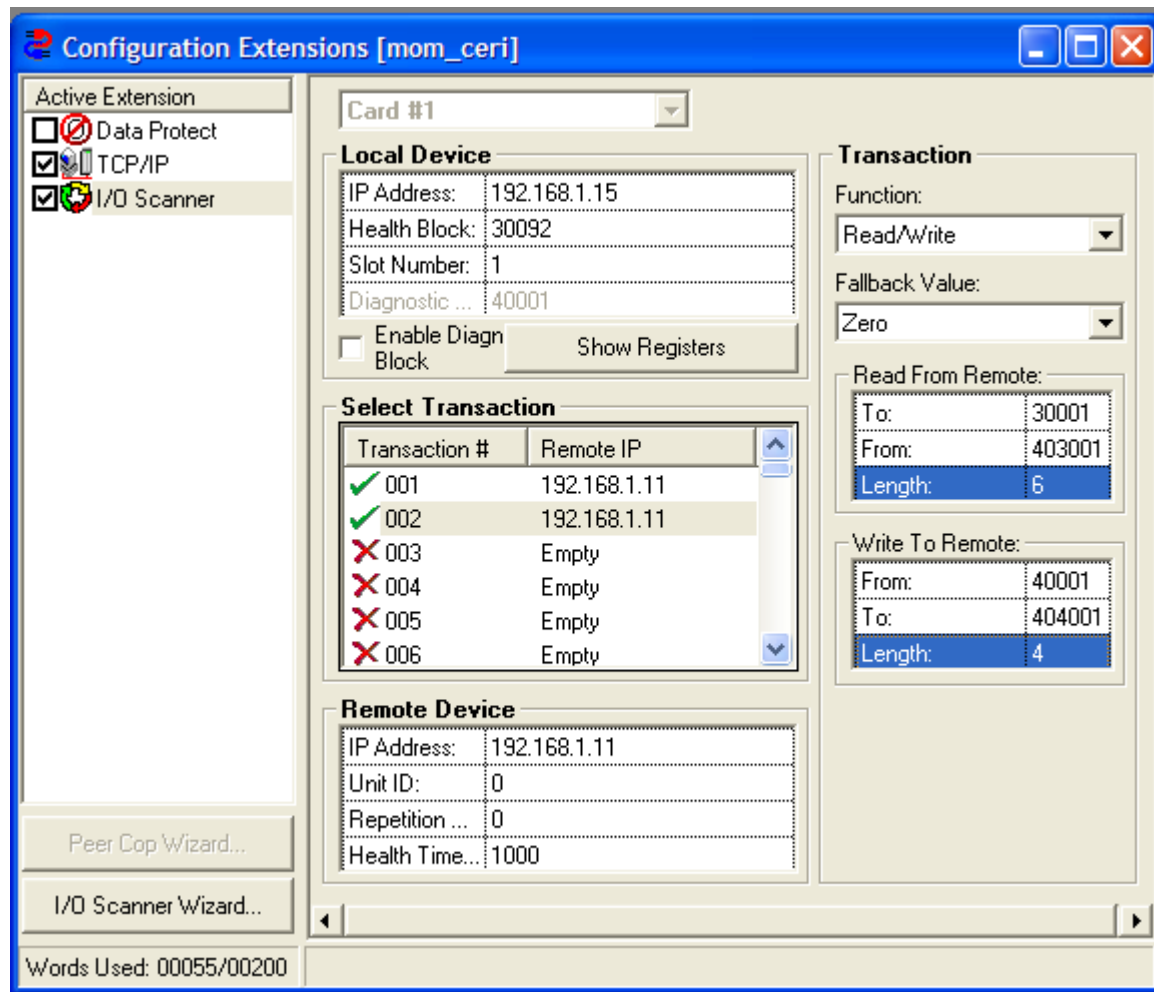 Configuration Extensions [mom_ceri]
Active Extension
Data Protect
TCP/IP
I/O Scanner
Peer Cop Wizard...
I/O Scanner Wizard...
Card #1
Local Device
IP Address: 192.168.1.15
Health Block: 30092
Slot Number: 1
Diagnostic ... 40001
Enable Diagn
Block
Show Registers
Select Transaction
Transaction # Remote IP
001 192.168.1.11
002 192.168.1.11
003 Empty
004 Empty
005 Empty
006 Empty
Remote Device
IP Address: 192.168.1.11
Unit ID: 0
Repetition ... 0
Health Time... 1000
Transaction
Function:
Read/Write
Fallback Value:
Zero
Read From Remote:
To: 30001
From: 403001
Length: 6
Write To Remote:
From: 40001
To: 404001
Length: 4
Words Used: 00055/00200